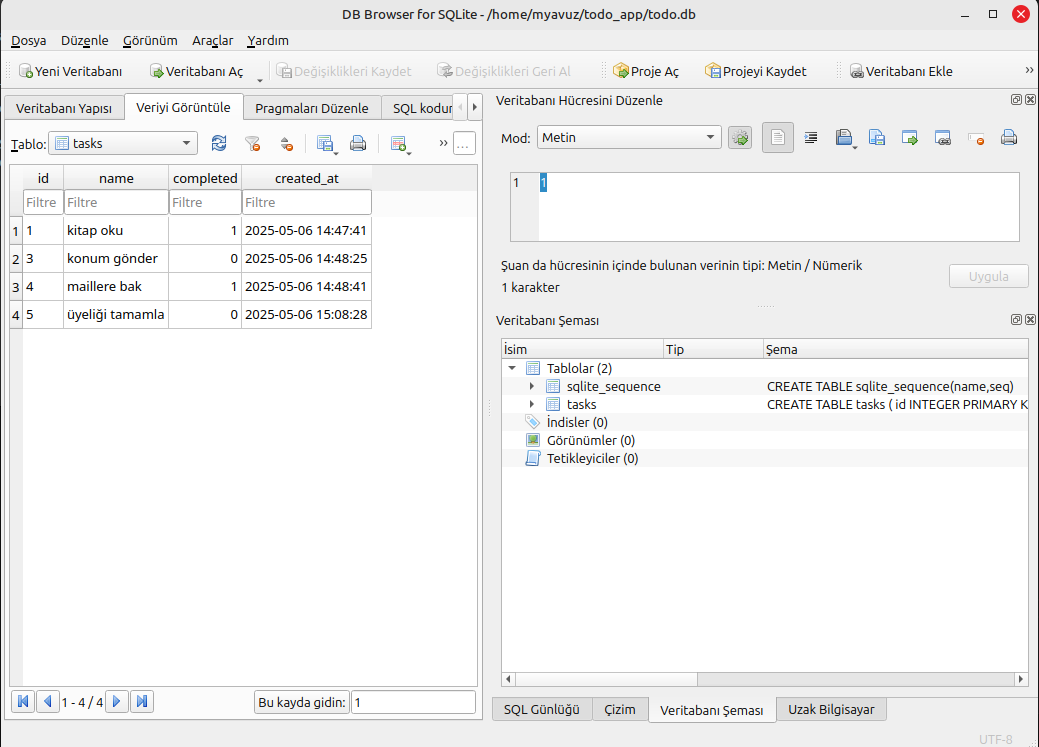 DB Browser for SQLite - /home/myavuz/todo_app/todo.db
Dosya Düzenle Görünüm Araçlar Yardım
Yeni Veritabanı Veritabanı Aç Değişiklikleri Kaydet Değişiklikleri Geri Al Proje Aç Projeyi Kaydet Veritabanı Ekle »
Veritabanı Yapısı Veriyi Görüntüle Pragmaları Düzenle SQL kodur
Tablo: tasks » ...
id name completed created_at
Filtre Filtre Filtre Filtre
1 1 kitap oku 1 2025-05-06 14:47:41
2 3 konum gönder 0 2025-05-06 14:48:25
3 4 maillere bak 1 2025-05-06 14:48:41
4 5 üyeliği tamamla 0 2025-05-06 15:08:28
1 - 4 / 4 Bu kayda gidin: 1
Veritabanı Hücresini Düzenle
Mod: Metin
1 1
Şuan da hücresinin içinde bulunan verinin tipi: Metin / Nümerik
1 karakter
Uygula
Veritabanı Şeması
İsim Tip Şema
Tablolar (2)
sqlite_sequence CREATE TABLE sqlite_sequence(name,seq)
tasks CREATE TABLE tasks ( id INTEGER PRIMARY K
İndisler (0)
Görünümler (0)
Tetikleyiciler (0)
SQL Günlüğü Çizim Veritabanı Şeması Uzak Bilgisayar
UTF-8